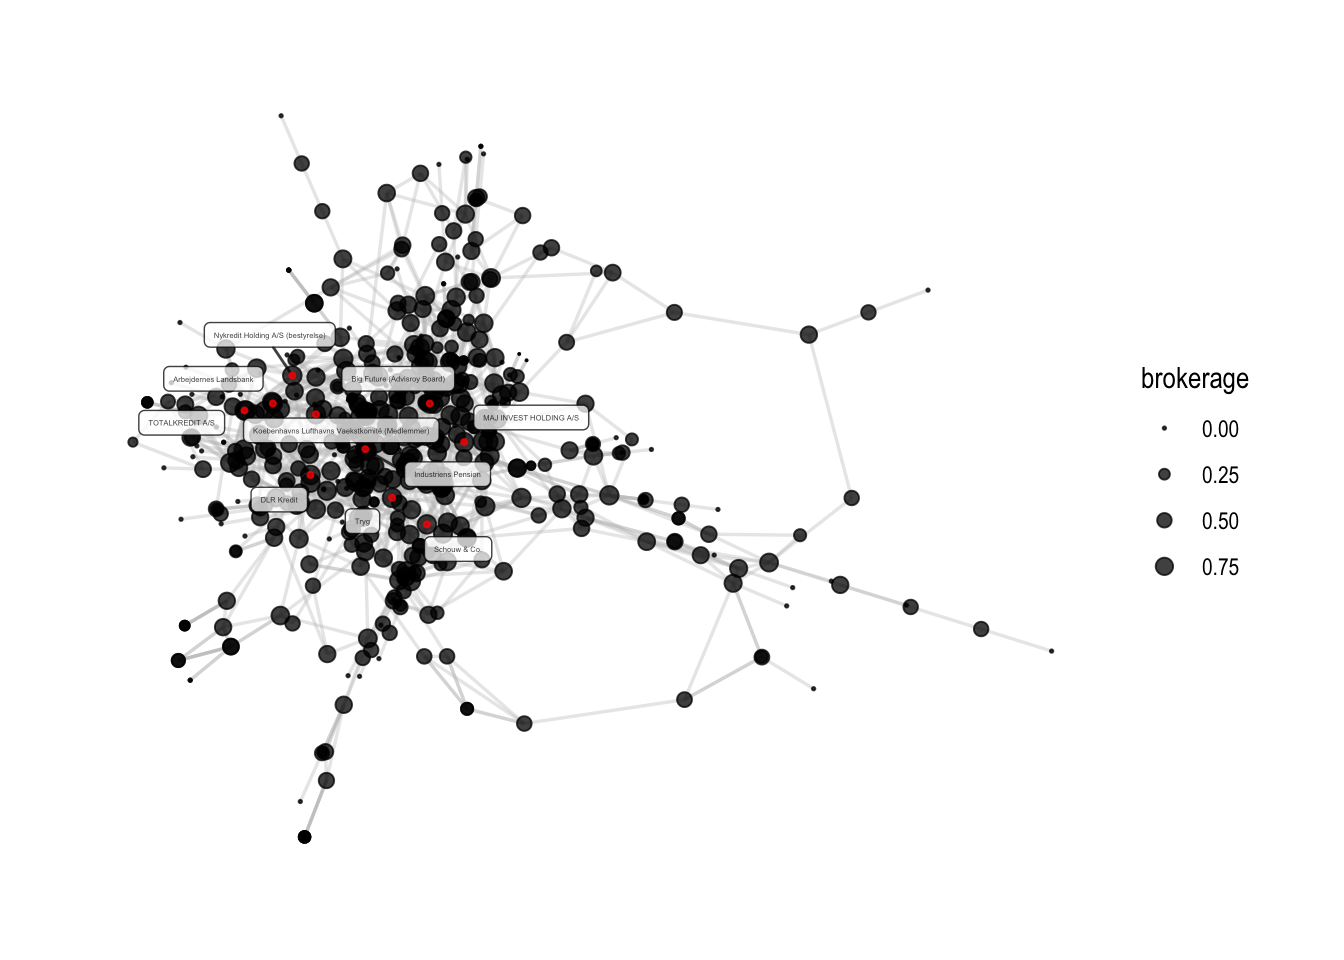 Nykredit Holding A/S (bestyrelse)
Arbejdernes Landsbank
Big Future (Advisroy Board)
TOTALKREDIT A/S
MAJ INVEST HOLDING A/S
Koebenhavns Lufthavns Vaekstkomité (Medlemmer)
Industriens Pension
DLR Kredit
Tryg
Schouw & Co.
brokerage
0.00
0.25
0.50
0.75